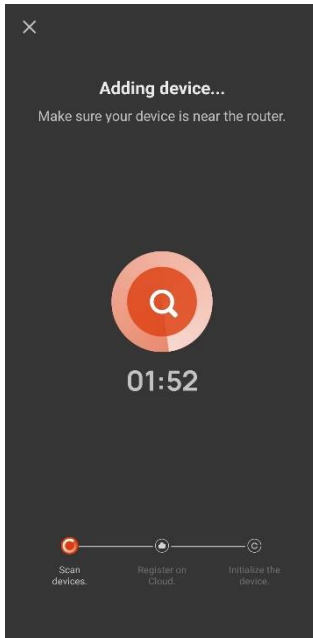 Adding device...
Make sure your device is near the router.
01:52
Scan
devices.
Register on
Cloud.
Initialize the
device.